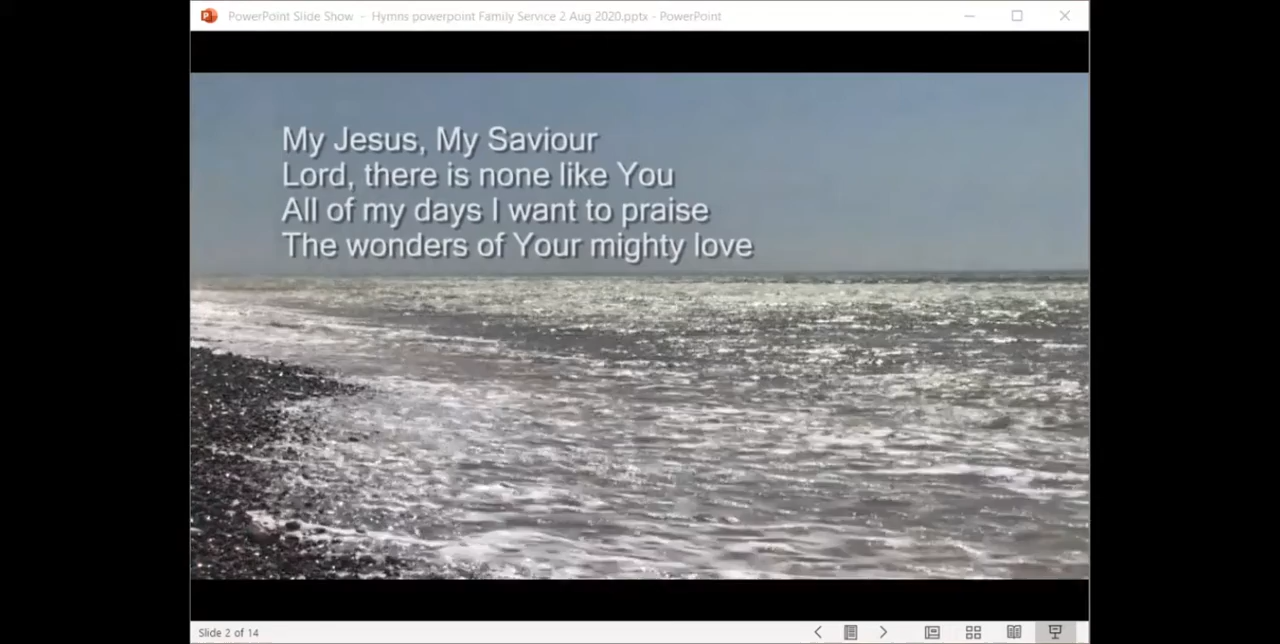 PowerPoint Slide Show - Hymns powerpoint Family Service 2 Aug 2020.pptx - PowerPoint
My Jesus, My Saviour
Lord, there is none like You
All of my days I want to praise
The wonders of Your mighty love
Slide 2 of 14